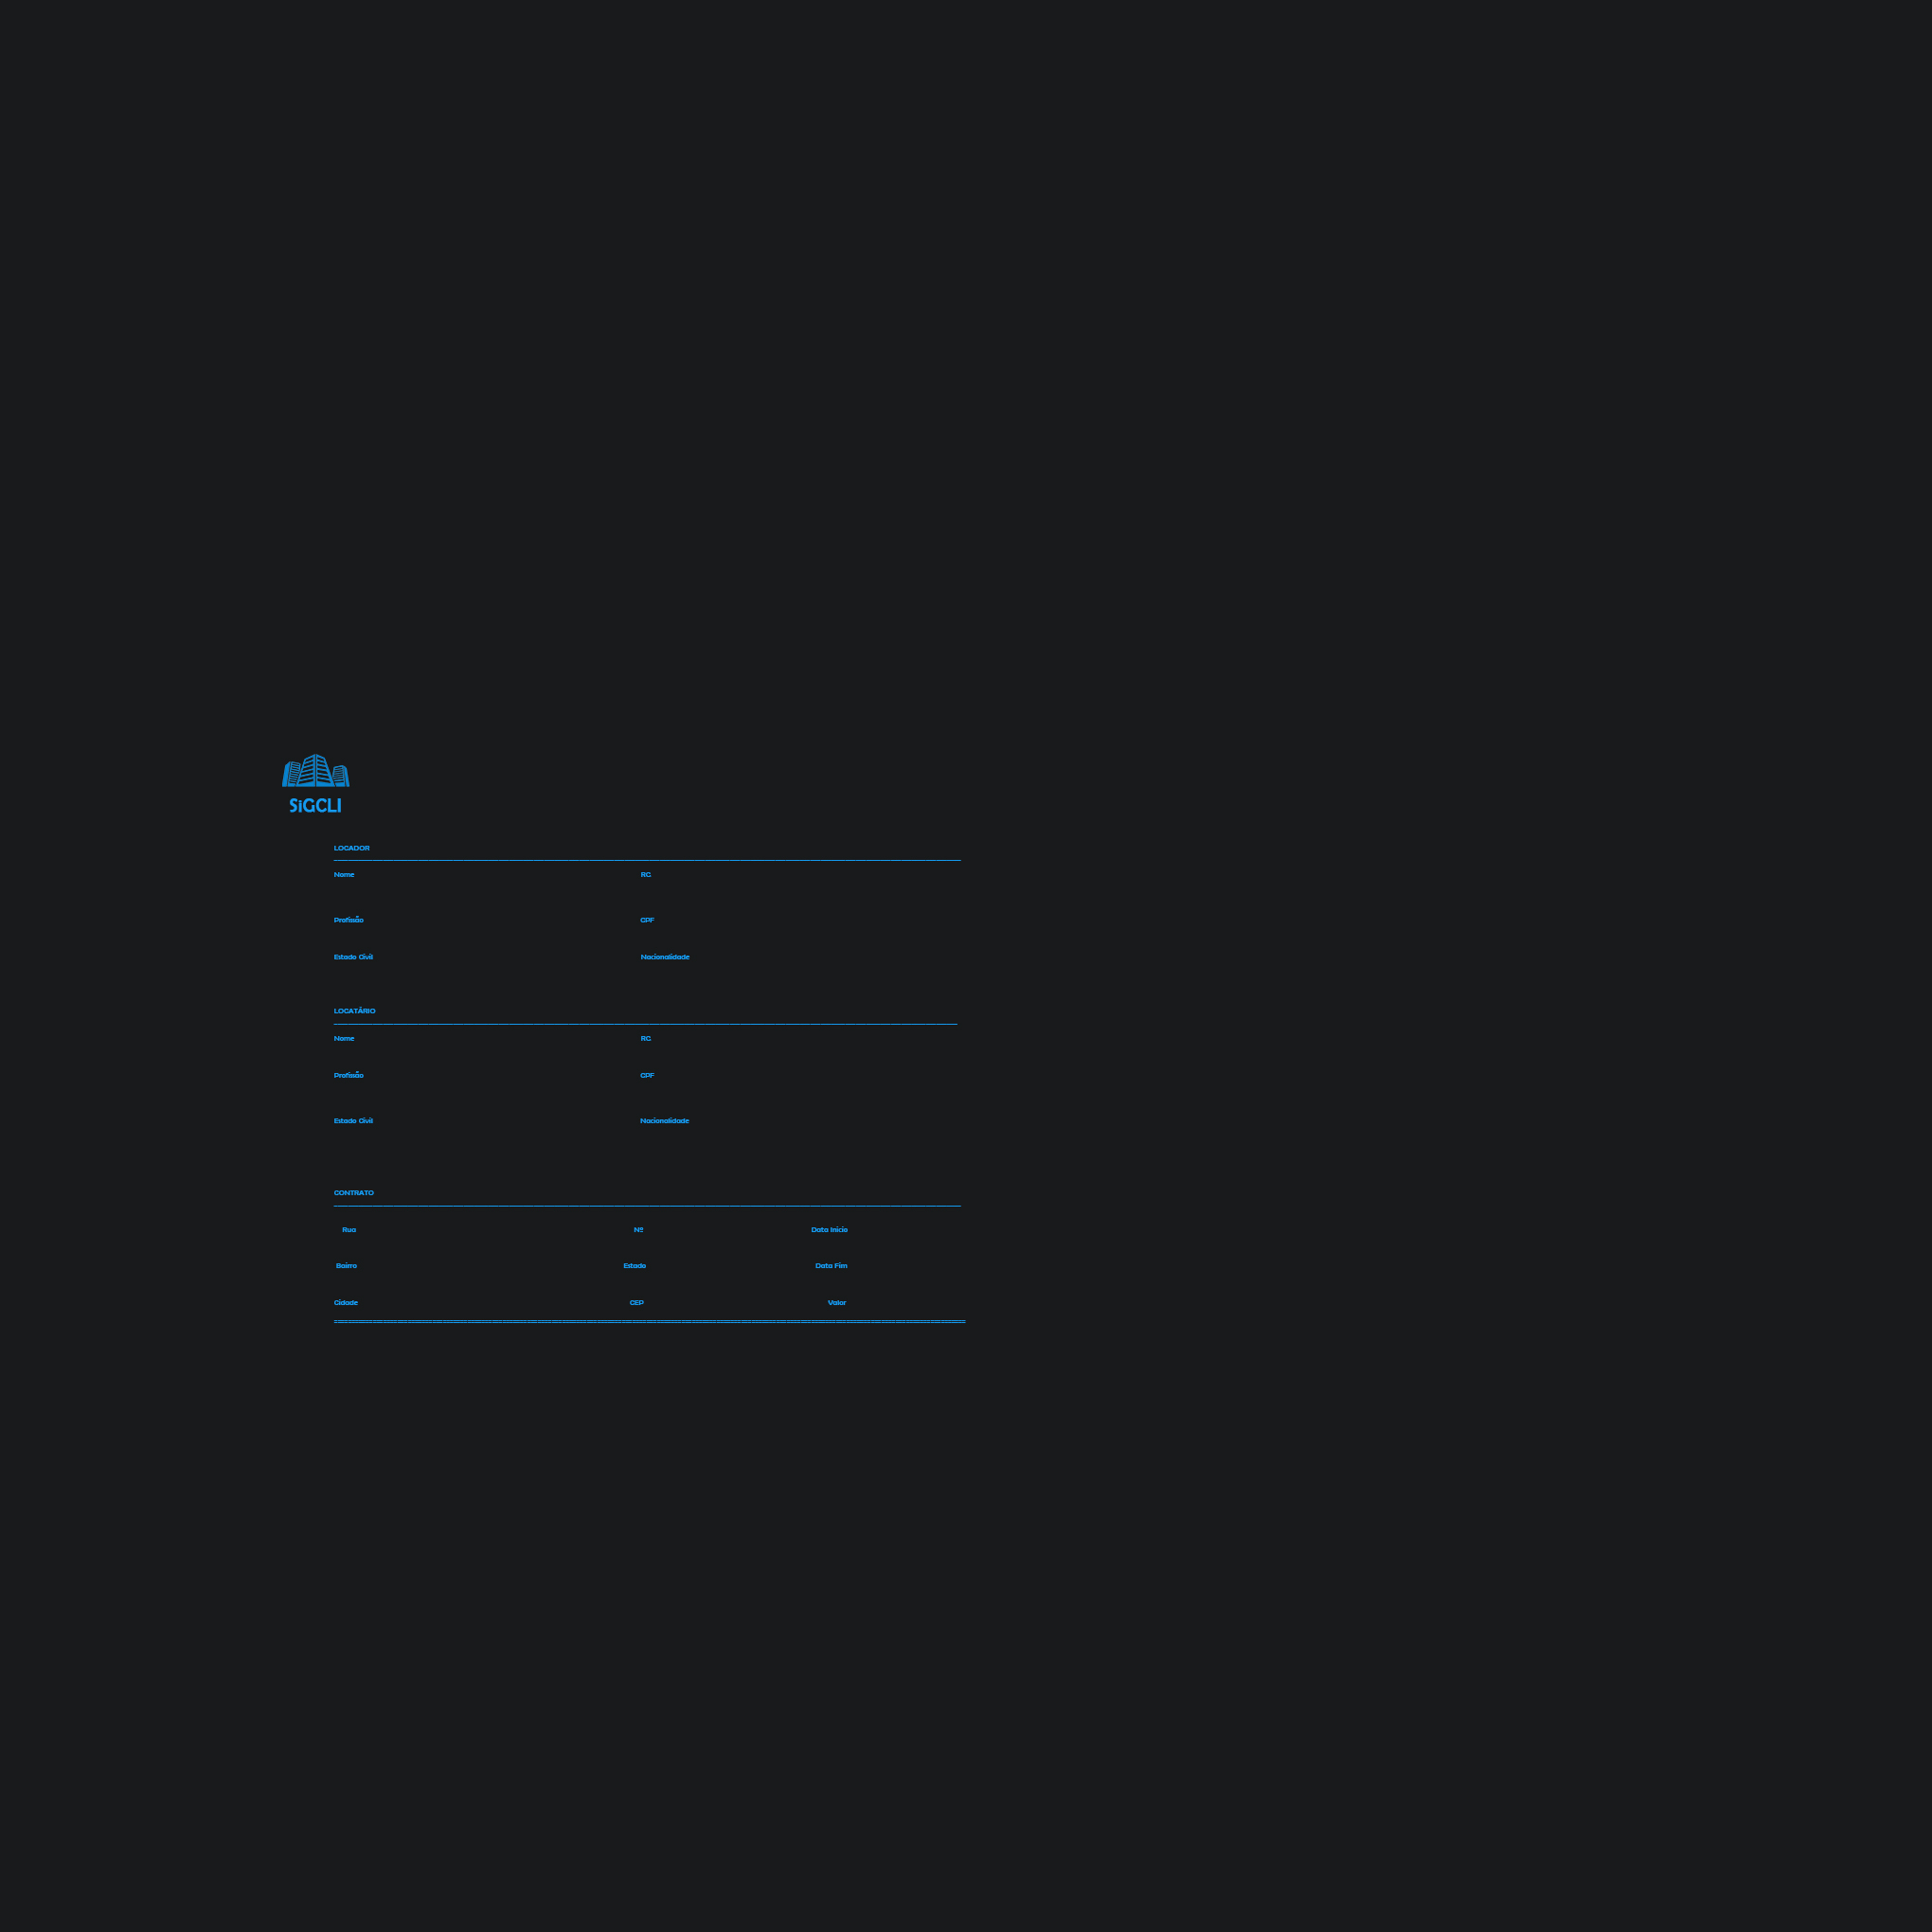 SiGCLI
LOCADOR
Nome RG
Profissão CPF
Estado Civil Nacionalidade
LOCATÁRIO
Nome RG
Profissão CPF
Estado Civil Nacionalidade
CONTRATO
Rua Nº Data Inicio
Bairro Estado Data Fim
Cidade CEP Valor